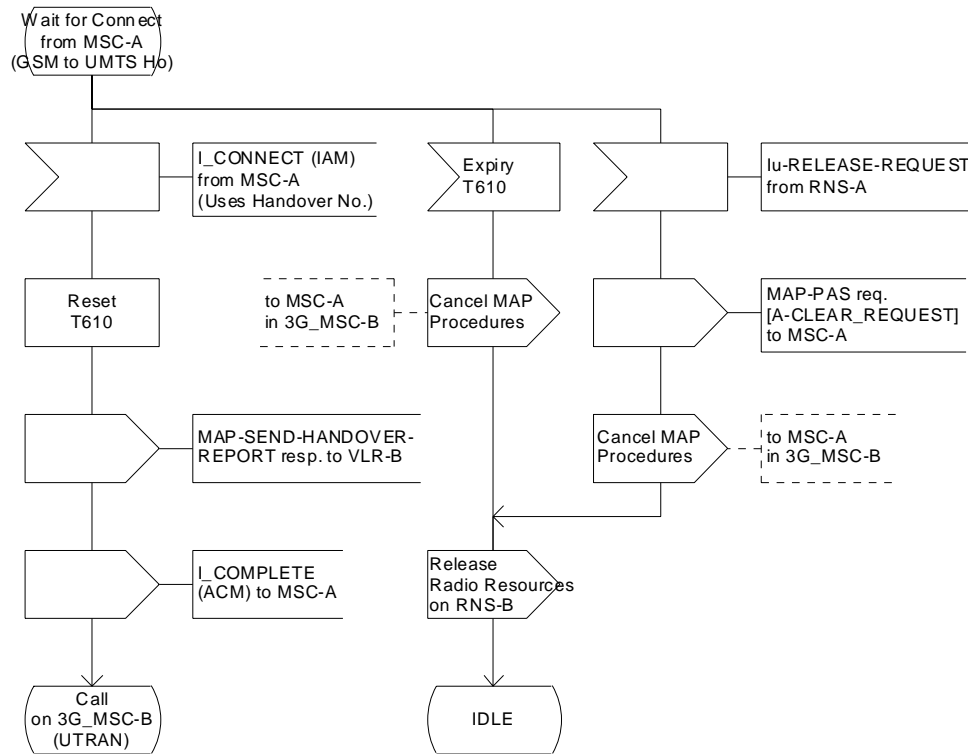 Wait for Connect
from MSC-A
(GSM to UMTS Ho)
I_CONNECT (IAM)
from MSC-A
(Uses Handover No.)
Expiry
T610
Iu-RELEASE-REQUEST
from RNS-A
Reset
T610
to MSC-A
in 3G_MSC-B
Cancel MAP
Procedures
MAP-PAS req.
[A-CLEAR_REQUEST]
to MSC-A
MAP-SEND-HANDOVER-
REPORT resp. to VLR-B
Cancel MAP
Procedures
to MSC-A
in 3G_MSC-B
I_COMPLETE
(ACM) to MSC-A
Release
Radio Resources
on RNS-B
Call
on 3G_MSC-B
(UTRAN)
IDLE